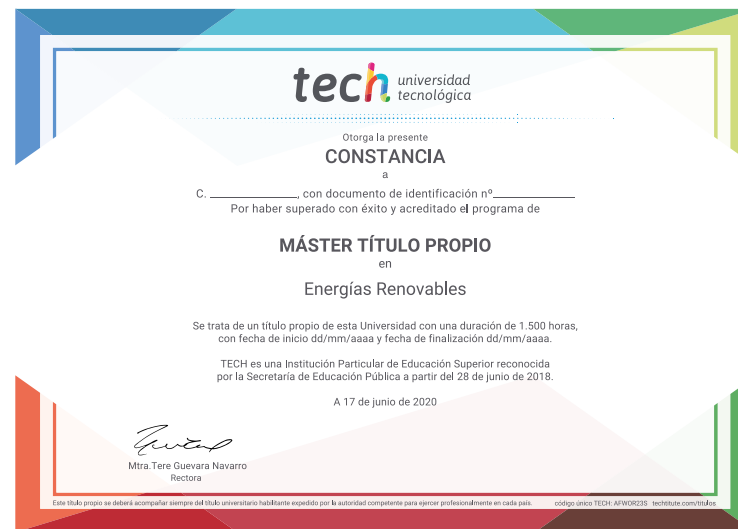 tech universidad
tecnológica
Otorga la presente
CONSTANCIA
a
C. ______________, con documento de identificación nº_____________
Por haber superado con éxito y acreditado el programa de
MÁSTER TÍTULO PROPIO
en
Energías Renovables
Se trata de un título propio de esta Universidad con una duración de 1.500 horas,
con fecha de inicio dd/mm/aaaa y fecha de finalización dd/mm/aaaa.
TECH es una Institución Particular de Educación Superior reconocida
por la Secretaría de Educación Pública a partir del 28 de junio de 2018.
A 17 de junio de 2020
Mtra.Tere Guevara Navarro
Rectora
Este título propio se deberá acompañar siempre del título universitario habilitante expedido por la autoridad competente para ejercer profesionalmente en cada país. código único TECH: AFWOR23S techtitute.com/títulos